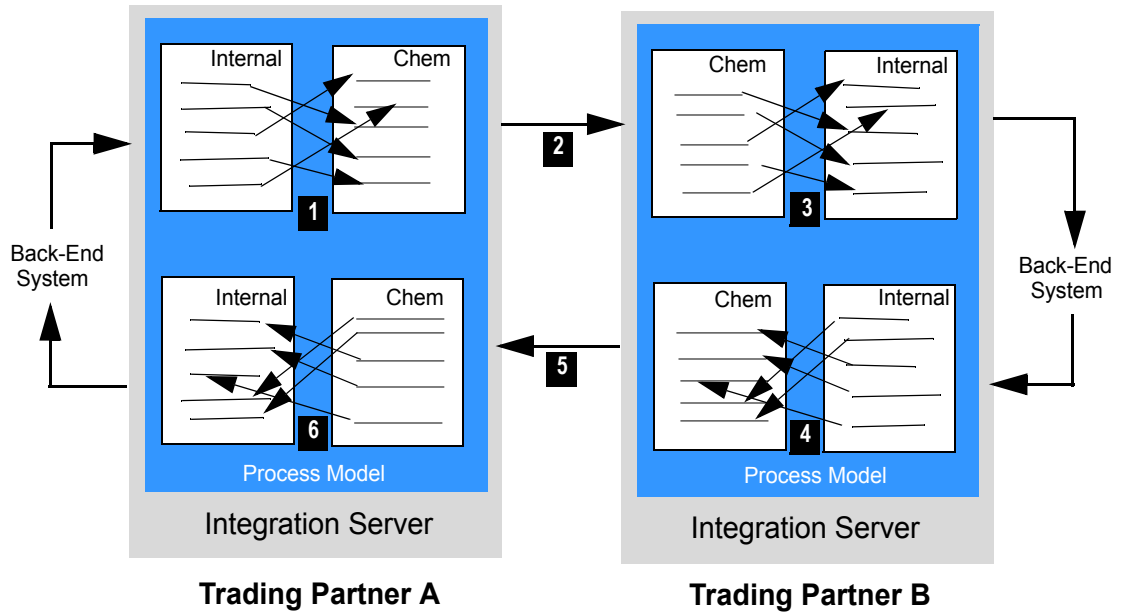 Internal
Chem
1
2
Chem
Internal
3
Back-End
System
Back-End
System
Internal
Chem
6
5
Chem
Internal
4
Process Model
Process Model
Integration Server
Integration Server
Trading Partner A
Trading Partner B